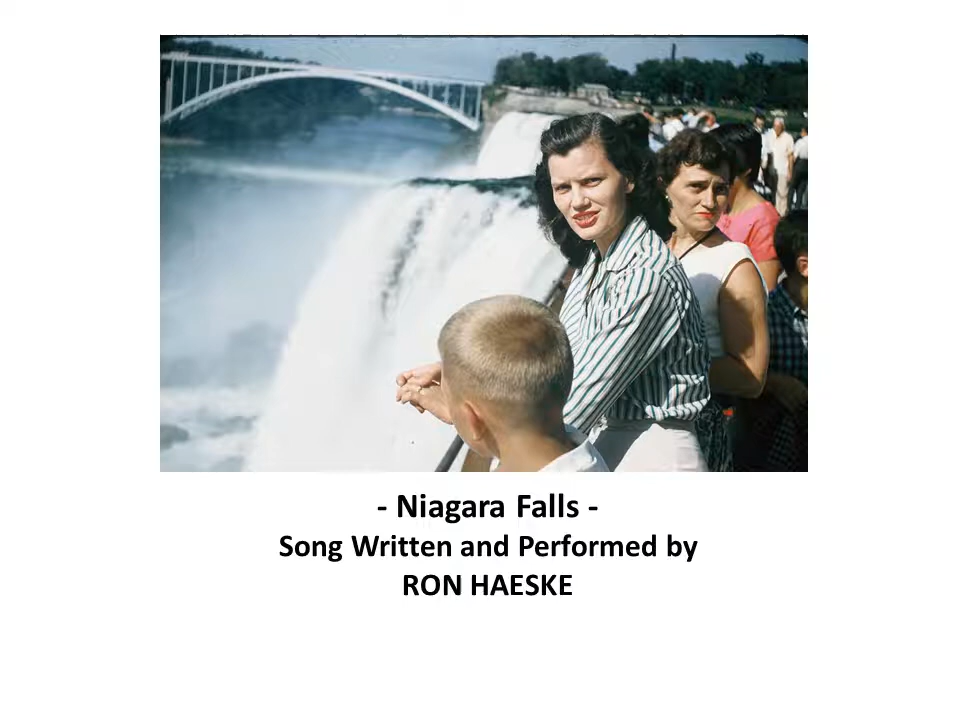 - Niagara Falls -
Song Written and Performed by
RON HAESKE